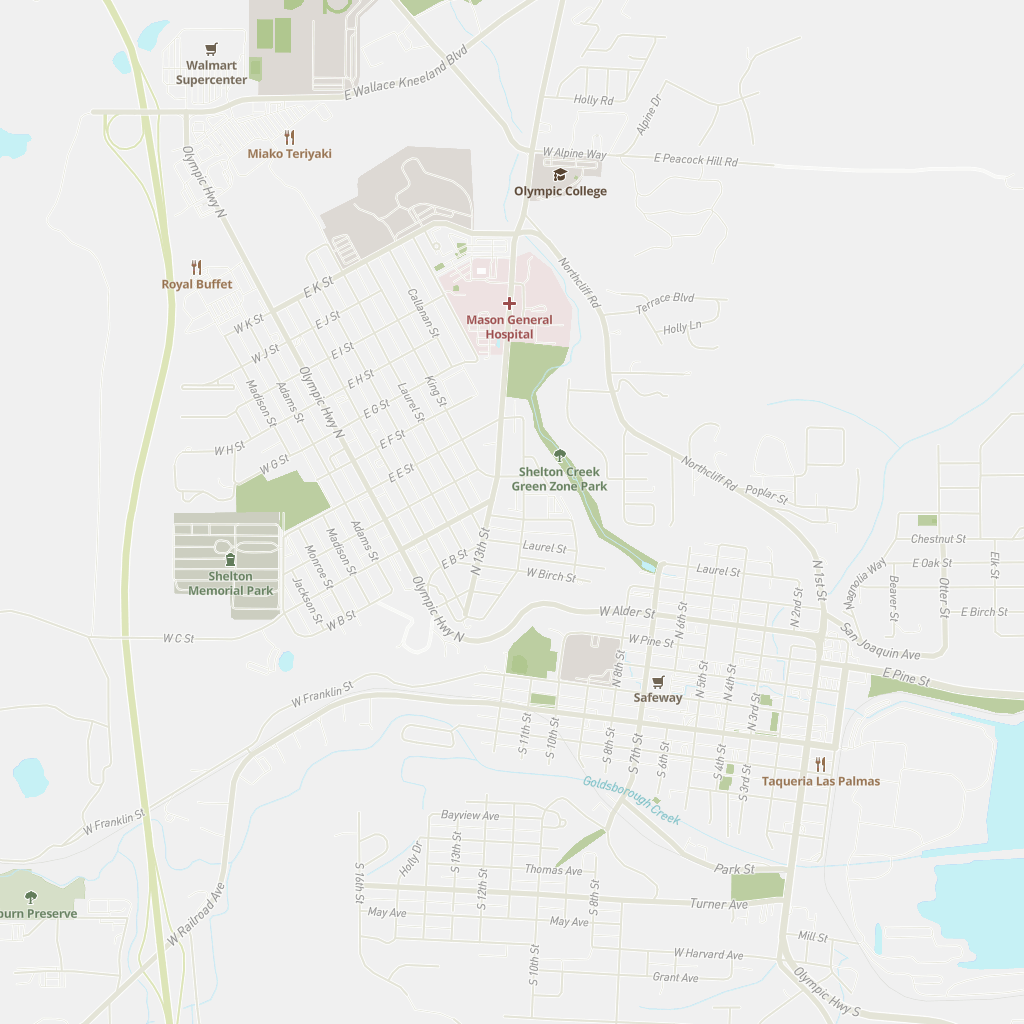 Walmart
Supercenter
E Wallace Kneeland Blvd
Holly Rd
Alpine Dr
Miako Teriyaki
W Alpine Way
E Peacock Hill Rd
Olympic Hwy N
Olympic College
Royal Buffet
E K St
Northcliff Rd
Callanan St
Terrace Blvd
Mason General
Hospital
Holly Ln
W K St
E J St
W J St
E I St
E H St
Madison St
Adams St
Olympic Hwy N
Laurel St
King St
E G St
E F St
W H St
W G St
E E St
Shelton Creek
Green Zone Park
Northcliff Rd
Poplar St
Adams St
Madison St
Monroe St
Jackson St
Shelton
Memorial Park
E B St
N 13th St
Laurel St
W Birch St
Laurel St
N 1st St
Magnolia Way
Chestnut St
E Oak St
Elk St
Beaver St
Otter St
E Birch St
W B St
Olympic Hwy N
W C St
W Alder St
N 6th St
N 2nd St
San Joaquin Ave
W Pine St
N 8th St
N 5th St
N 4th St
N 3rd St
E Pine St
Safeway
W Franklin St
S 11th St
S 10th St
S 8th St
S 7th St
S 6th St
S 4th St
S 3rd St
Taqueria Las Palmas
Goldsborough Creek
W Franklin St
Bayview Ave
Holly Dr
S 13th St
S 16th St
S 12th St
Thomas Ave
S 8th St
Park St
Turner Ave
burn Preserve
W Railroad Ave
May Ave
May Ave
Mill St
S 10th St
W Harvard Ave
Grant Ave
Olympic Hwy S